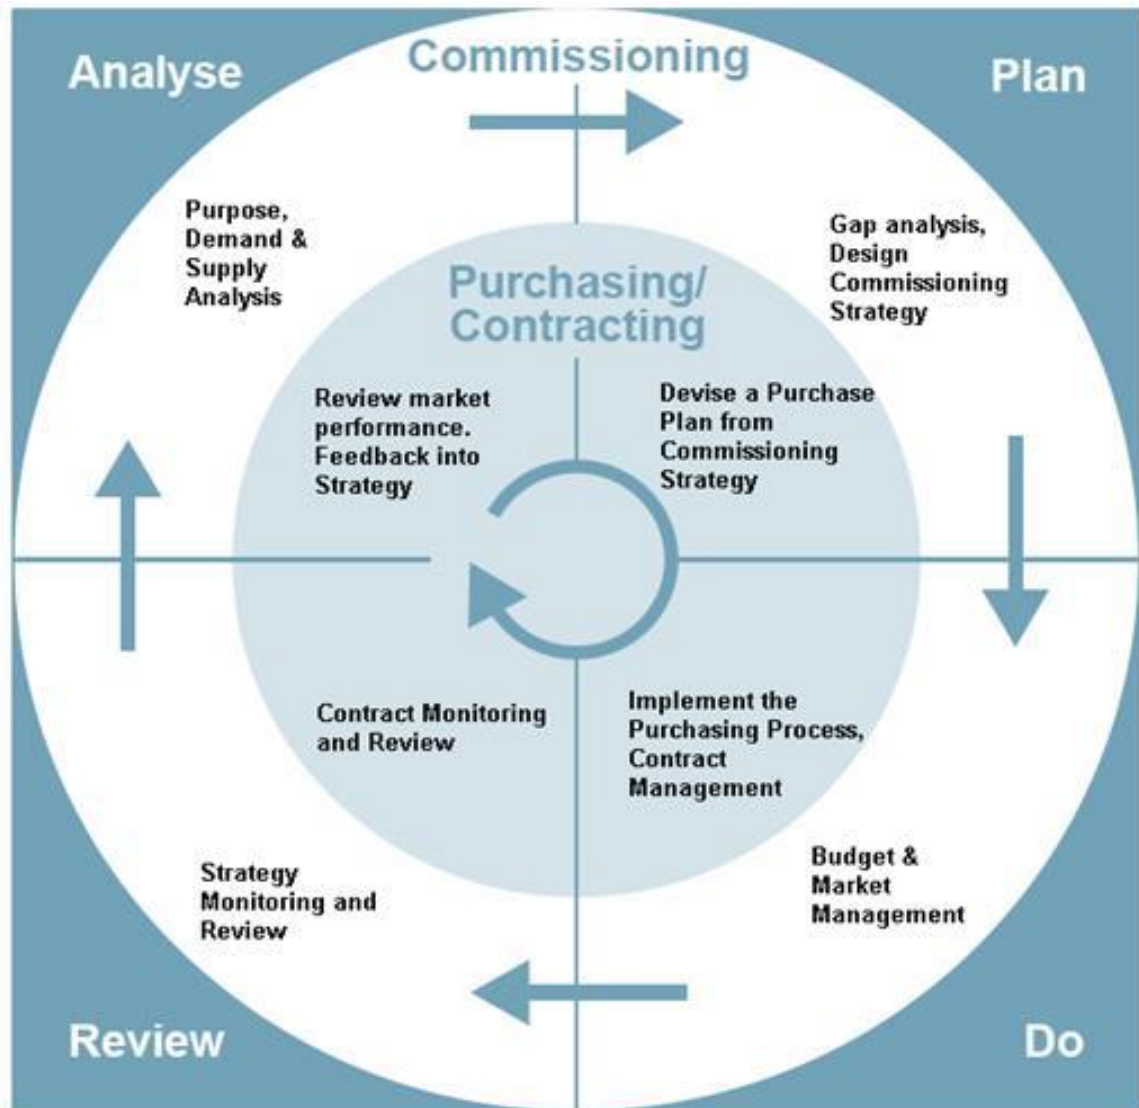 Analyse
Commissioning
Plan
Purpose,
Demand &
Supply
Analysis
Gap analysis,
Design
Commissioning
Strategy
Purchasing/
Contracting
Review market
performance.
Feedback into
Strategy
Devise a Purchase
Plan from
Commissioning
Strategy
Contract Monitoring
and Review
Implement the
Purchasing Process,
Contract
Management
Strategy
Monitoring and
Review
Budget &
Market
Management
Review
Do